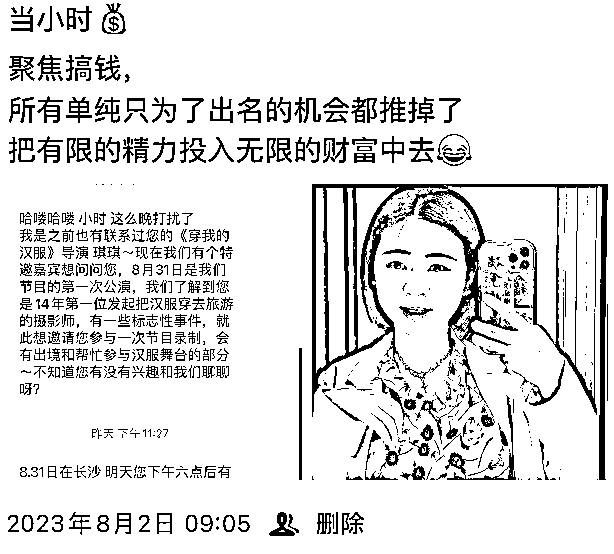 当小时💰
聚焦搞钱，
所有单纯只为了出名的机会都推掉了
把有限的精力投入无限的财富中去😂
哈喽哈喽 小时 这么晚打扰了
我是之前也有联系过您的《穿我的
汉服》导演 琪琪～现在我们有个特
邀嘉宾想问问您，8月31日是我们
节目的第一次公演，我们了解到您
是14年第一位发起把汉服穿去旅游
的摄影师，有一些标志性事件，就
此想邀请您参与一次节目录制，会
有出境和帮忙参与汉服舞台的部分
～不知道您有没有兴趣和我们聊聊
呀？
昨天 下午11:27
8.31日在长沙 明天您下午六点后有
2023年8月2日 09:05 删除